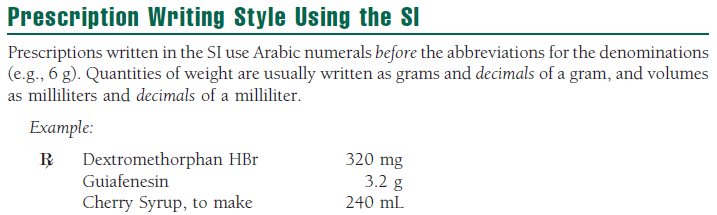 Prescription Writing Style Using the SI
Prescriptions written in the SI use Arabic numerals before the abbreviations for the denominations
(e.g., 6 g). Quantities of weight are usually written as grams and decimals of a gram, and volumes
as milliliters and decimals of a milliliter.
Example:
℞ Dextromethorphan HBr 320 mg
Guiafenesin 3.2 g
Cherry Syrup, to make 240 mL